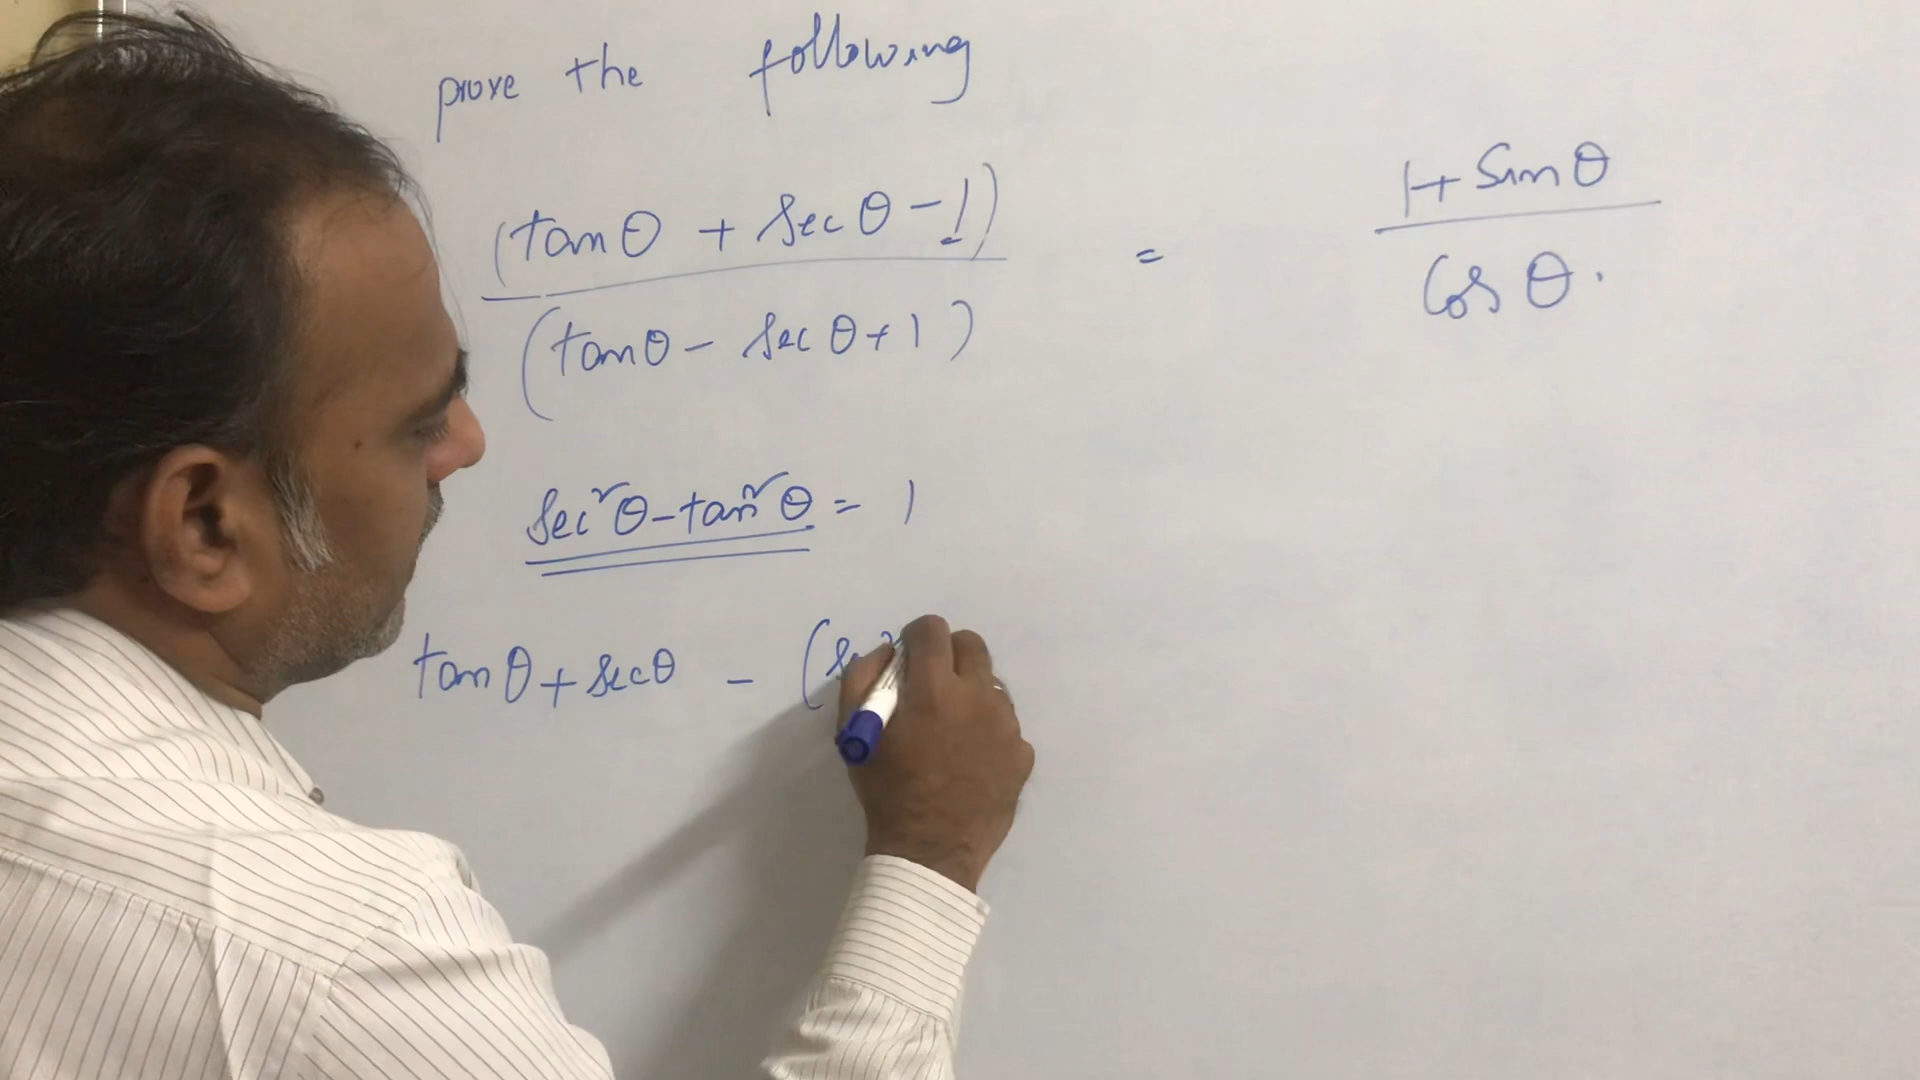 prove the following
(tanθ + secθ - 1) / (tanθ - secθ + 1) = 1 + Sinθ / Cosθ.
sec²θ - tan²θ = 1
tanθ + secθ - (